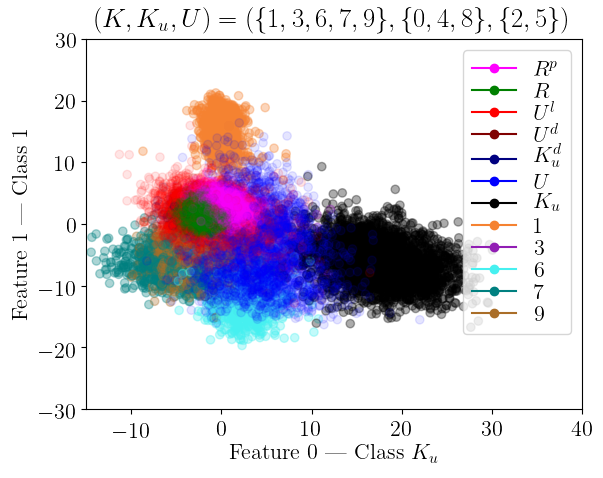 (K, K_u, U) = ({1, 3, 6, 7, 9}, {0, 4, 8}, {2, 5})
30
20
10
0
−10
−20
−30
Feature 1 — Class 1
R^p
R
U^l
U^d
K_u^d
U
K_u
1
3
6
7
9
−10 0 10 20 30 40
Feature 0 — Class K_u